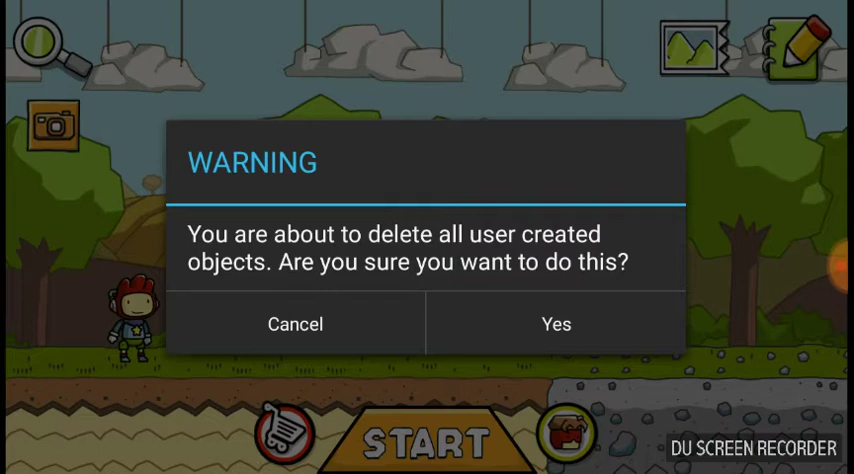 WARNING
You are about to delete all user created
objects. Are you sure you want to do this?
Cancel
Yes
START
DU SCREEN RECORDER